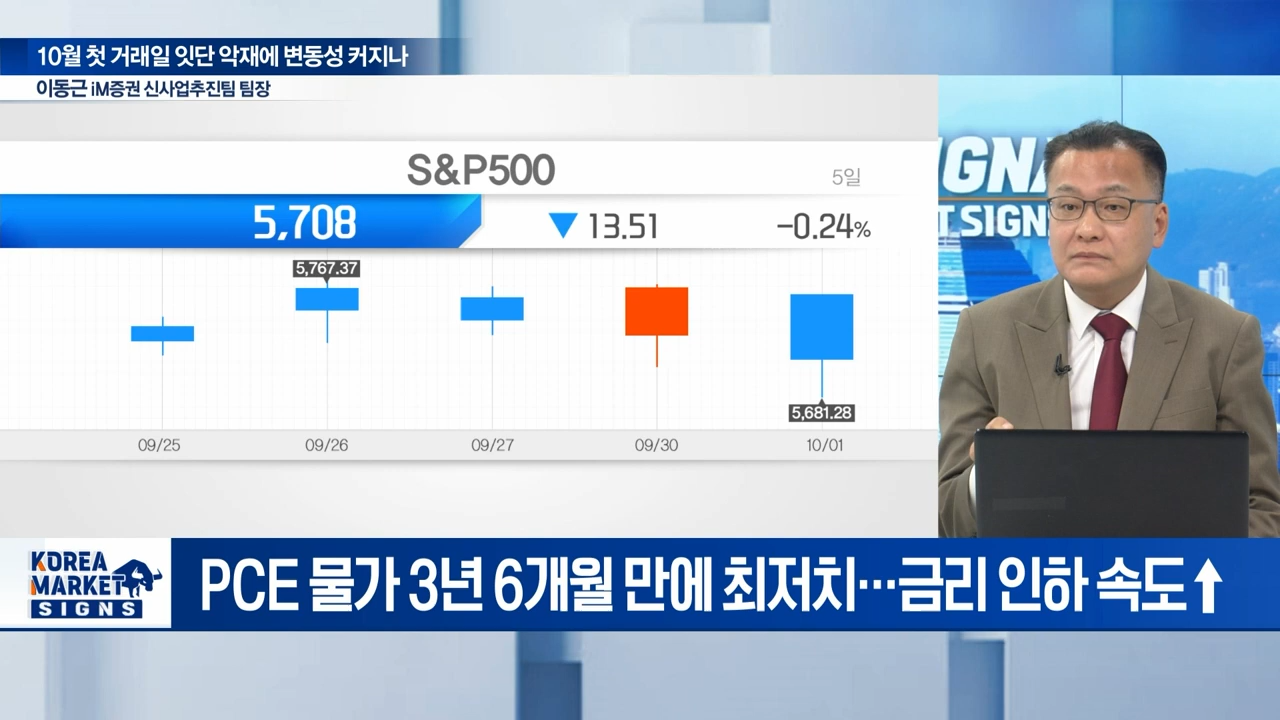 10월 첫 거래일 잇단 악재에 변동성 커지나
이동근 iM증권 신사업추진팀 팀장
S&P500
5일
5,708 ▼ 13.51 -0.24%
5,767.37
5,681.28
09/25 09/26 09/27 09/30 10/01
IGNA
T SIGNS
KOREA
MARKET
SIGNS
PCE 물가 3년 6개월 만에 최저치…금리 인하 속도↑